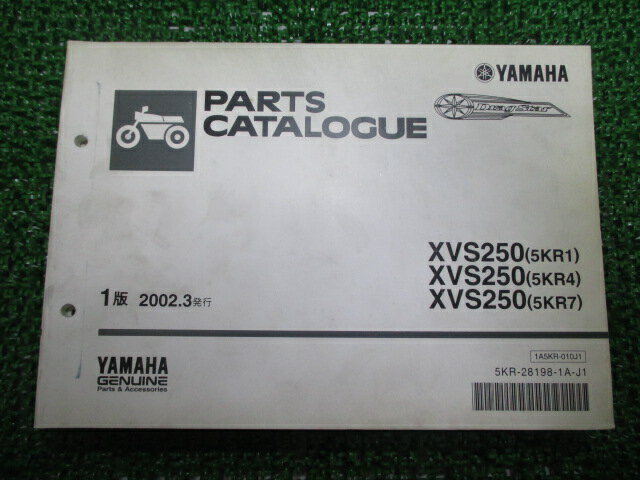 YAMAHA
PARTS
CATALOGUE
DragStar
XVS250(5KR1)
XVS250(5KR4)
XVS250(5KR7)
1版 2002.3発行
1A5KR-010J1
YAMAHA
GENUINE
Parts & Accessories
5KR-28198-1A-J1